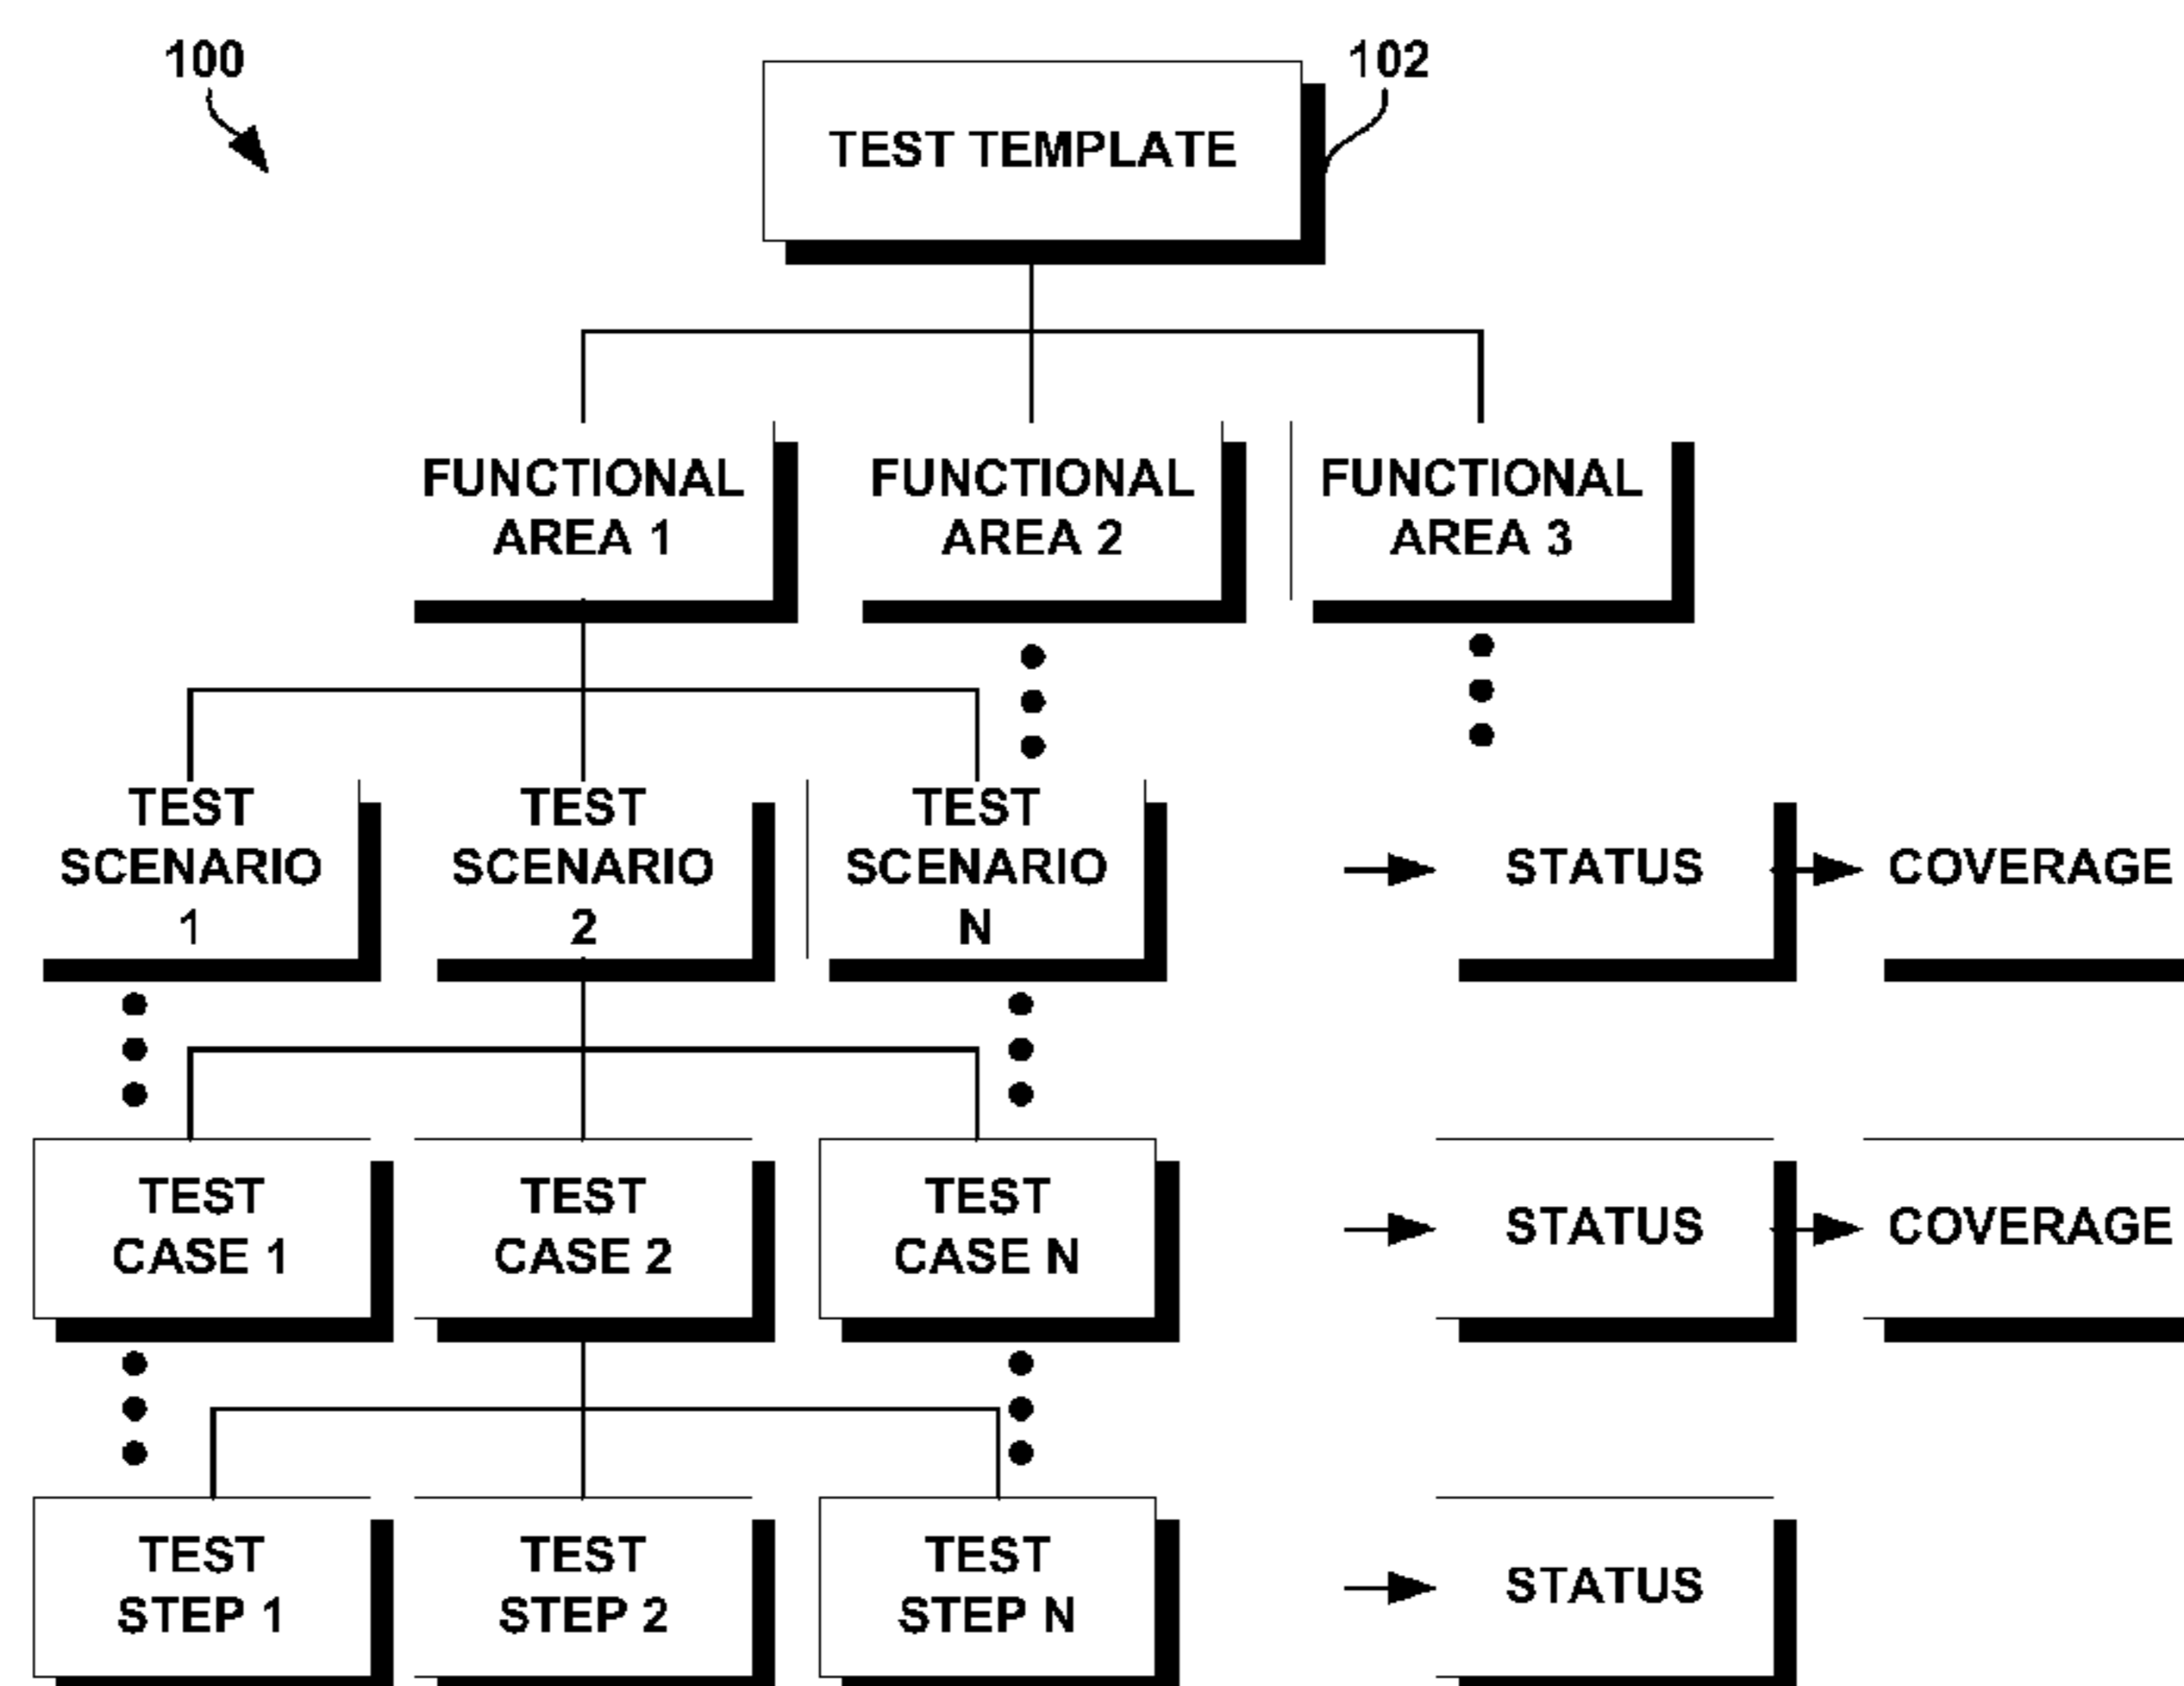 100
102
TEST TEMPLATE
FUNCTIONAL
AREA 1
FUNCTIONAL
AREA 2
FUNCTIONAL
AREA 3
TEST
SCENARIO
1
TEST
SCENARIO
2
TEST
SCENARIO
N
STATUS
COVERAGE
TEST
CASE 1
TEST
CASE 2
TEST
CASE N
STATUS
COVERAGE
TEST
STEP 1
TEST
STEP 2
TEST
STEP N
STATUS